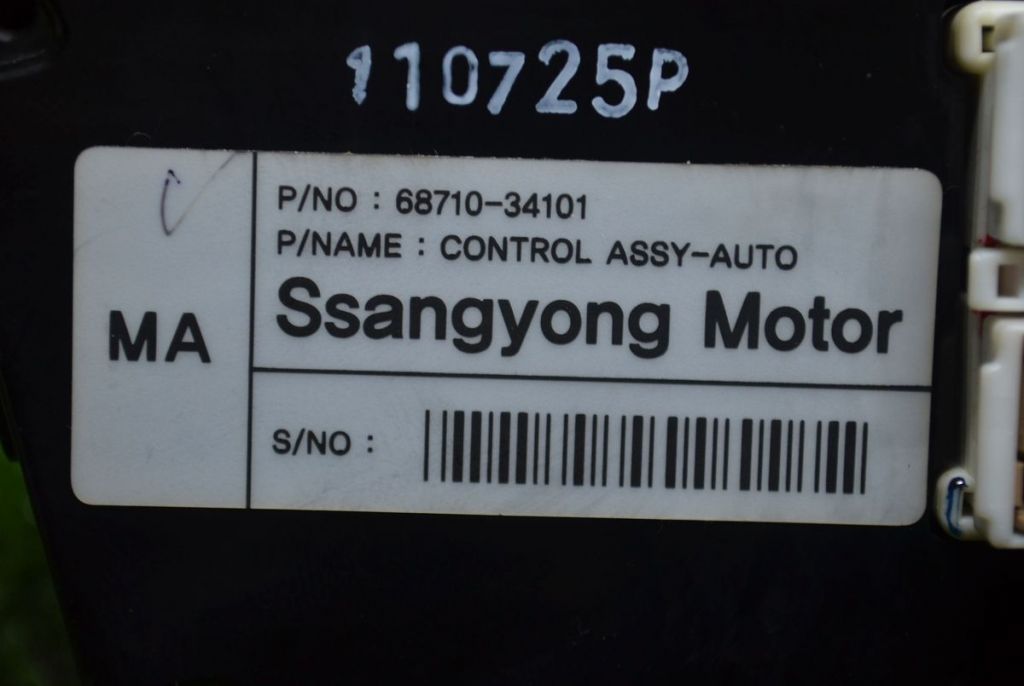 110725P
P/NO : 68710-34101
P/NAME : CONTROL ASSY-AUTO
Ssangyong Motor
MA
S/NO :